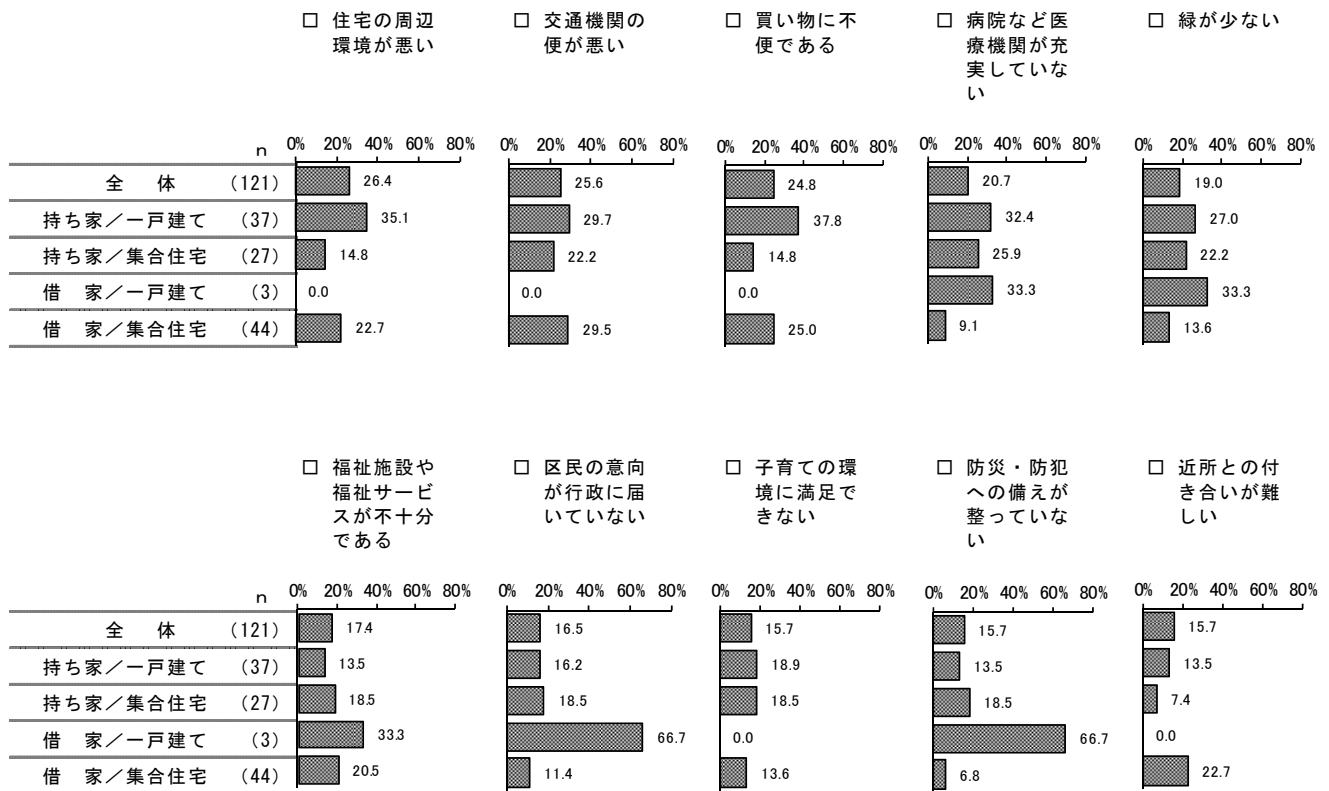 □ 住宅の周辺環境が悪い
□ 交通機関の便が悪い
□ 買い物に不便である
□ 病院など医療機関が充実していない
□ 緑が少ない
n 0% 20% 40% 60% 80% 0% 20% 40% 60% 80% 0% 20% 40% 60% 80% 0% 20% 40% 60% 80% 0% 20% 40% 60% 80%
全 体 (121) 26.4 25.6 24.8 20.7 19.0
持ち家／一戸建て (37) 35.1 29.7 37.8 32.4 27.0
持ち家／集合住宅 (27) 14.8 22.2 14.8 25.9 22.2
借 家／一戸建て (3) 0.0 0.0 0.0 33.3 33.3
借 家／集合住宅 (44) 22.7 29.5 25.0 9.1 13.6
□ 福祉施設や福祉サービスが不十分である
□ 区民の意向が行政に届いていない
□ 子育ての環境に満足できない
□ 防災・防犯への備えが整っていない
□ 近所との付き合いが難しい
n 0% 20% 40% 60% 80% 0% 20% 40% 60% 80% 0% 20% 40% 60% 80% 0% 20% 40% 60% 80% 0% 20% 40% 60% 80%
全 体 (121) 17.4 16.5 15.7 15.7 15.7
持ち家／一戸建て (37) 13.5 16.2 18.9 13.5 13.5
持ち家／集合住宅 (27) 18.5 18.5 18.5 18.5 7.4
借 家／一戸建て (3) 33.3 66.7 0.0 66.7 0.0
借 家／集合住宅 (44) 20.5 11.4 13.6 6.8 22.7